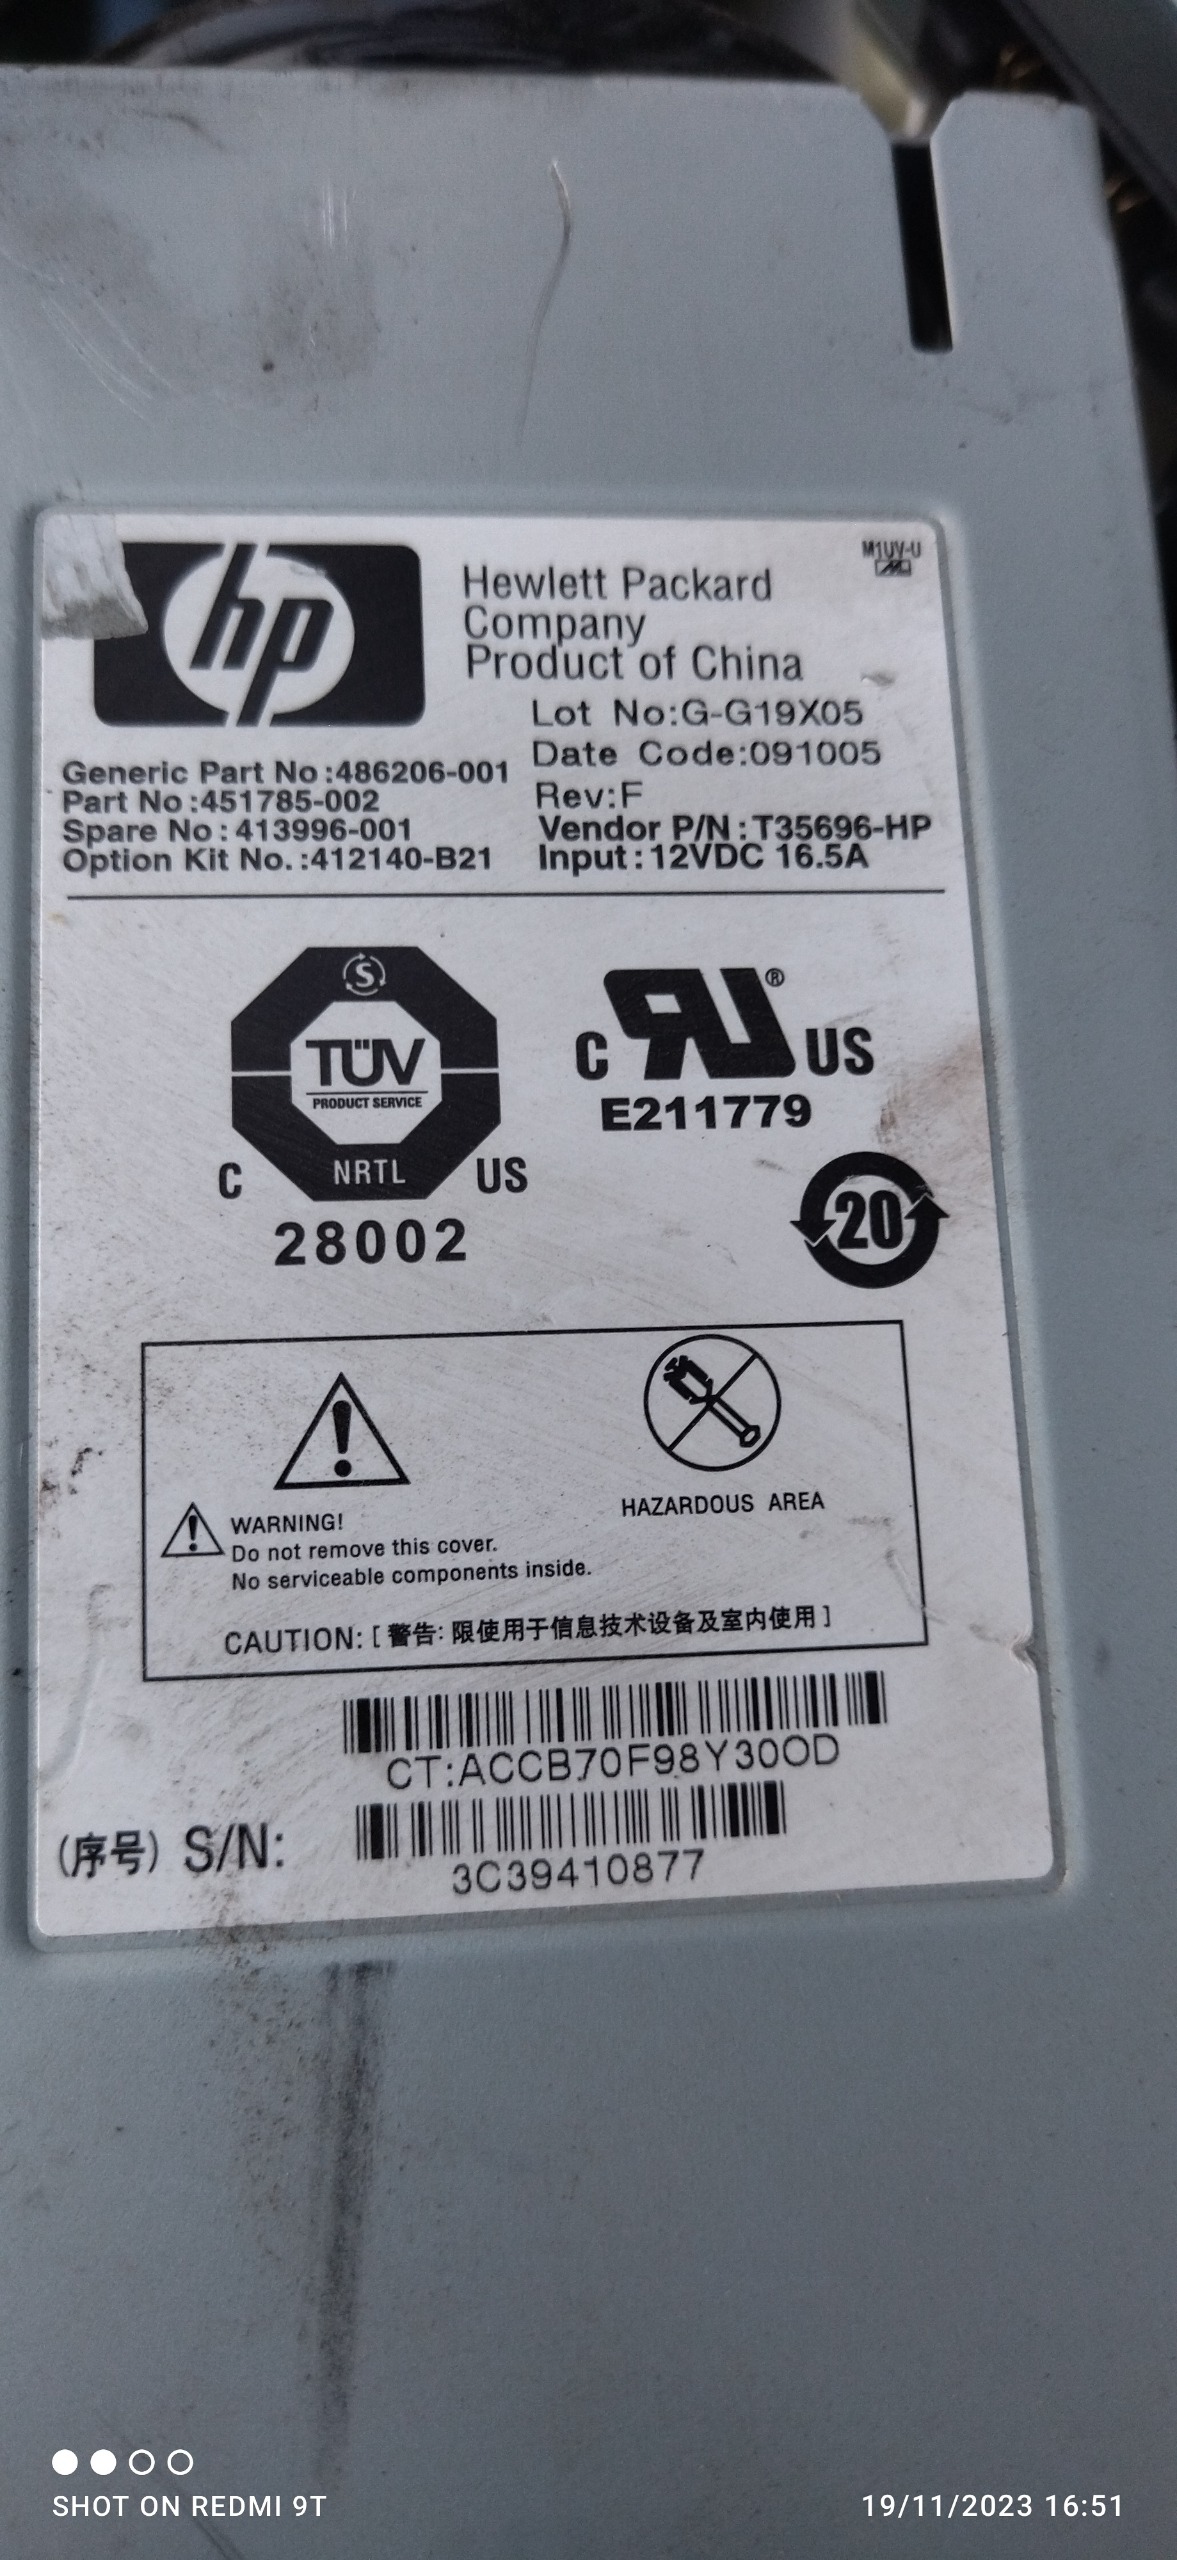 hp
Hewlett Packard
Company
Product of China
M1UV-U
Lot No:G-G19X05
Date Code:091005
Rev:F
Vendor P/N:T35696-HP
Input:12VDC 16.5A
Generic Part No:486206-001
Part No:451785-002
Spare No:413996-001
Option Kit No.:412140-B21
S
TÜV
PRODUCT SERVICE
NRTL
C US
28002
C RU® US
E211779
20
HAZARDOUS AREA
WARNING!
Do not remove this cover.
No serviceable components inside.
CAUTION:[警告:限使用于信息技术设备及室内使用]
CT:ACCB70F98Y30OD
(序号) S/N:
3C39410877
SHOT ON REDMI 9T
19/11/2023 16:51